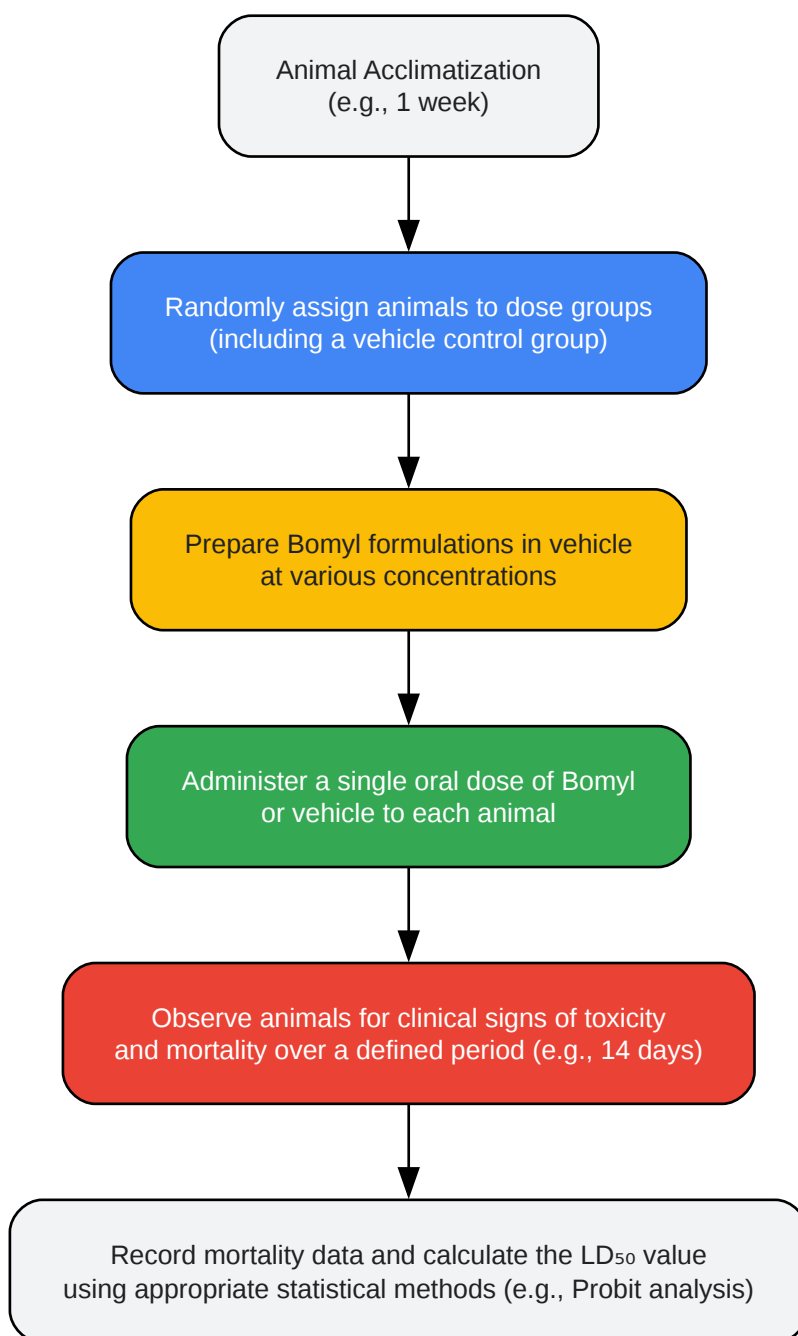 Animal Acclimatization
(e.g., 1 week)
Randomly assign animals to dose groups
(including a vehicle control group)
Prepare Bomyl formulations in vehicle
at various concentrations
Administer a single oral dose of Bomyl
or vehicle to each animal
Observe animals for clinical signs of toxicity
and mortality over a defined period (e.g., 14 days)
Record mortality data and calculate the LD₅₀ value
using appropriate statistical methods (e.g., Probit analysis)